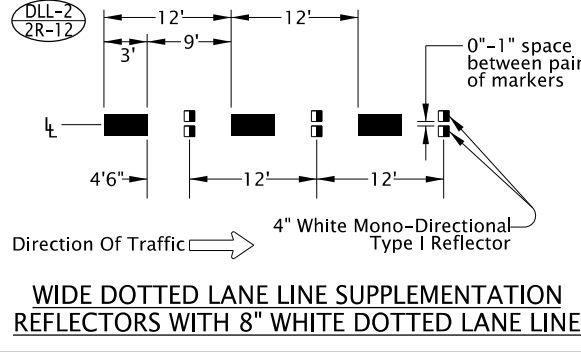 DLL-2
2R-12
12'
12'
3'
9'
0"-1" space
between pair
of markers
LL
4'6"
12'
12'
4" White Mono-Directional
Type I Reflector
Direction Of Traffic
WIDE DOTTED LANE LINE SUPPLEMENTATION
REFLECTORS WITH 8" WHITE DOTTED LANE LINE